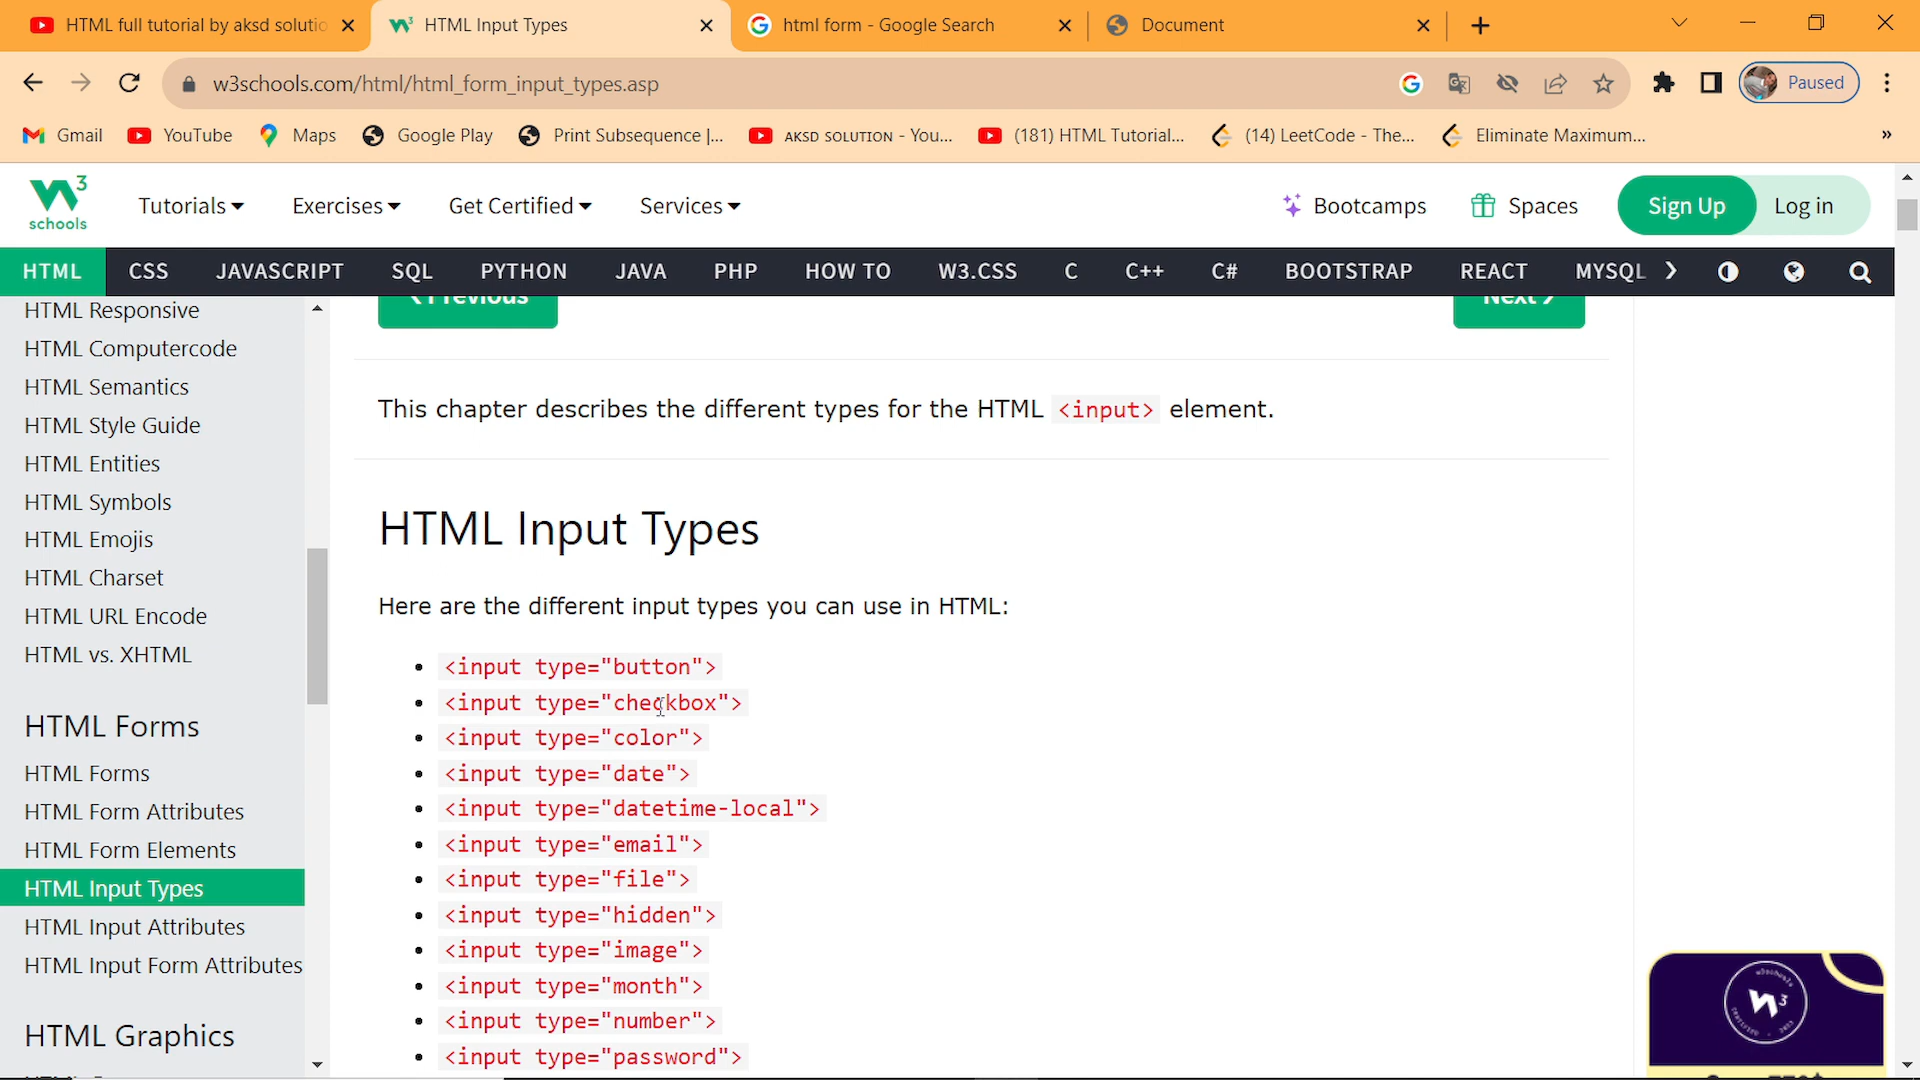 HTML full tutorial by aksd solutio
HTML Input Types
html form - Google Search
Document
w3schools.com/html/html_form_input_types.asp
Paused
Gmail
YouTube
Maps
Google Play
Print Subsequence |...
AKSD SOLUTION - You...
(181) HTML Tutorial...
(14) LeetCode - The...
Eliminate Maximum...
»
W3
schools
Tutorials
Exercises
Get Certified
Services
Bootcamps
Spaces
Sign Up
Log in
HTML
CSS
JAVASCRIPT
SQL
PYTHON
JAVA
PHP
HOW TO
W3.CSS
C
C++
C#
BOOTSTRAP
REACT
MYSQL
HTML Responsive
HTML Computercode
HTML Semantics
HTML Style Guide
HTML Entities
HTML Symbols
HTML Emojis
HTML Charset
HTML URL Encode
HTML vs. XHTML
HTML Forms
HTML Forms
HTML Form Attributes
HTML Form Elements
HTML Input Types
HTML Input Attributes
HTML Input Form Attributes
HTML Graphics
❮ Previous
Next ❯
This chapter describes the different types for the HTML <input> element.
HTML Input Types
Here are the different input types you can use in HTML:
• <input type="button">
• <input type="checkbox">
• <input type="color">
• <input type="date">
• <input type="datetime-local">
• <input type="email">
• <input type="file">
• <input type="hidden">
• <input type="image">
• <input type="month">
• <input type="number">
• <input type="password">